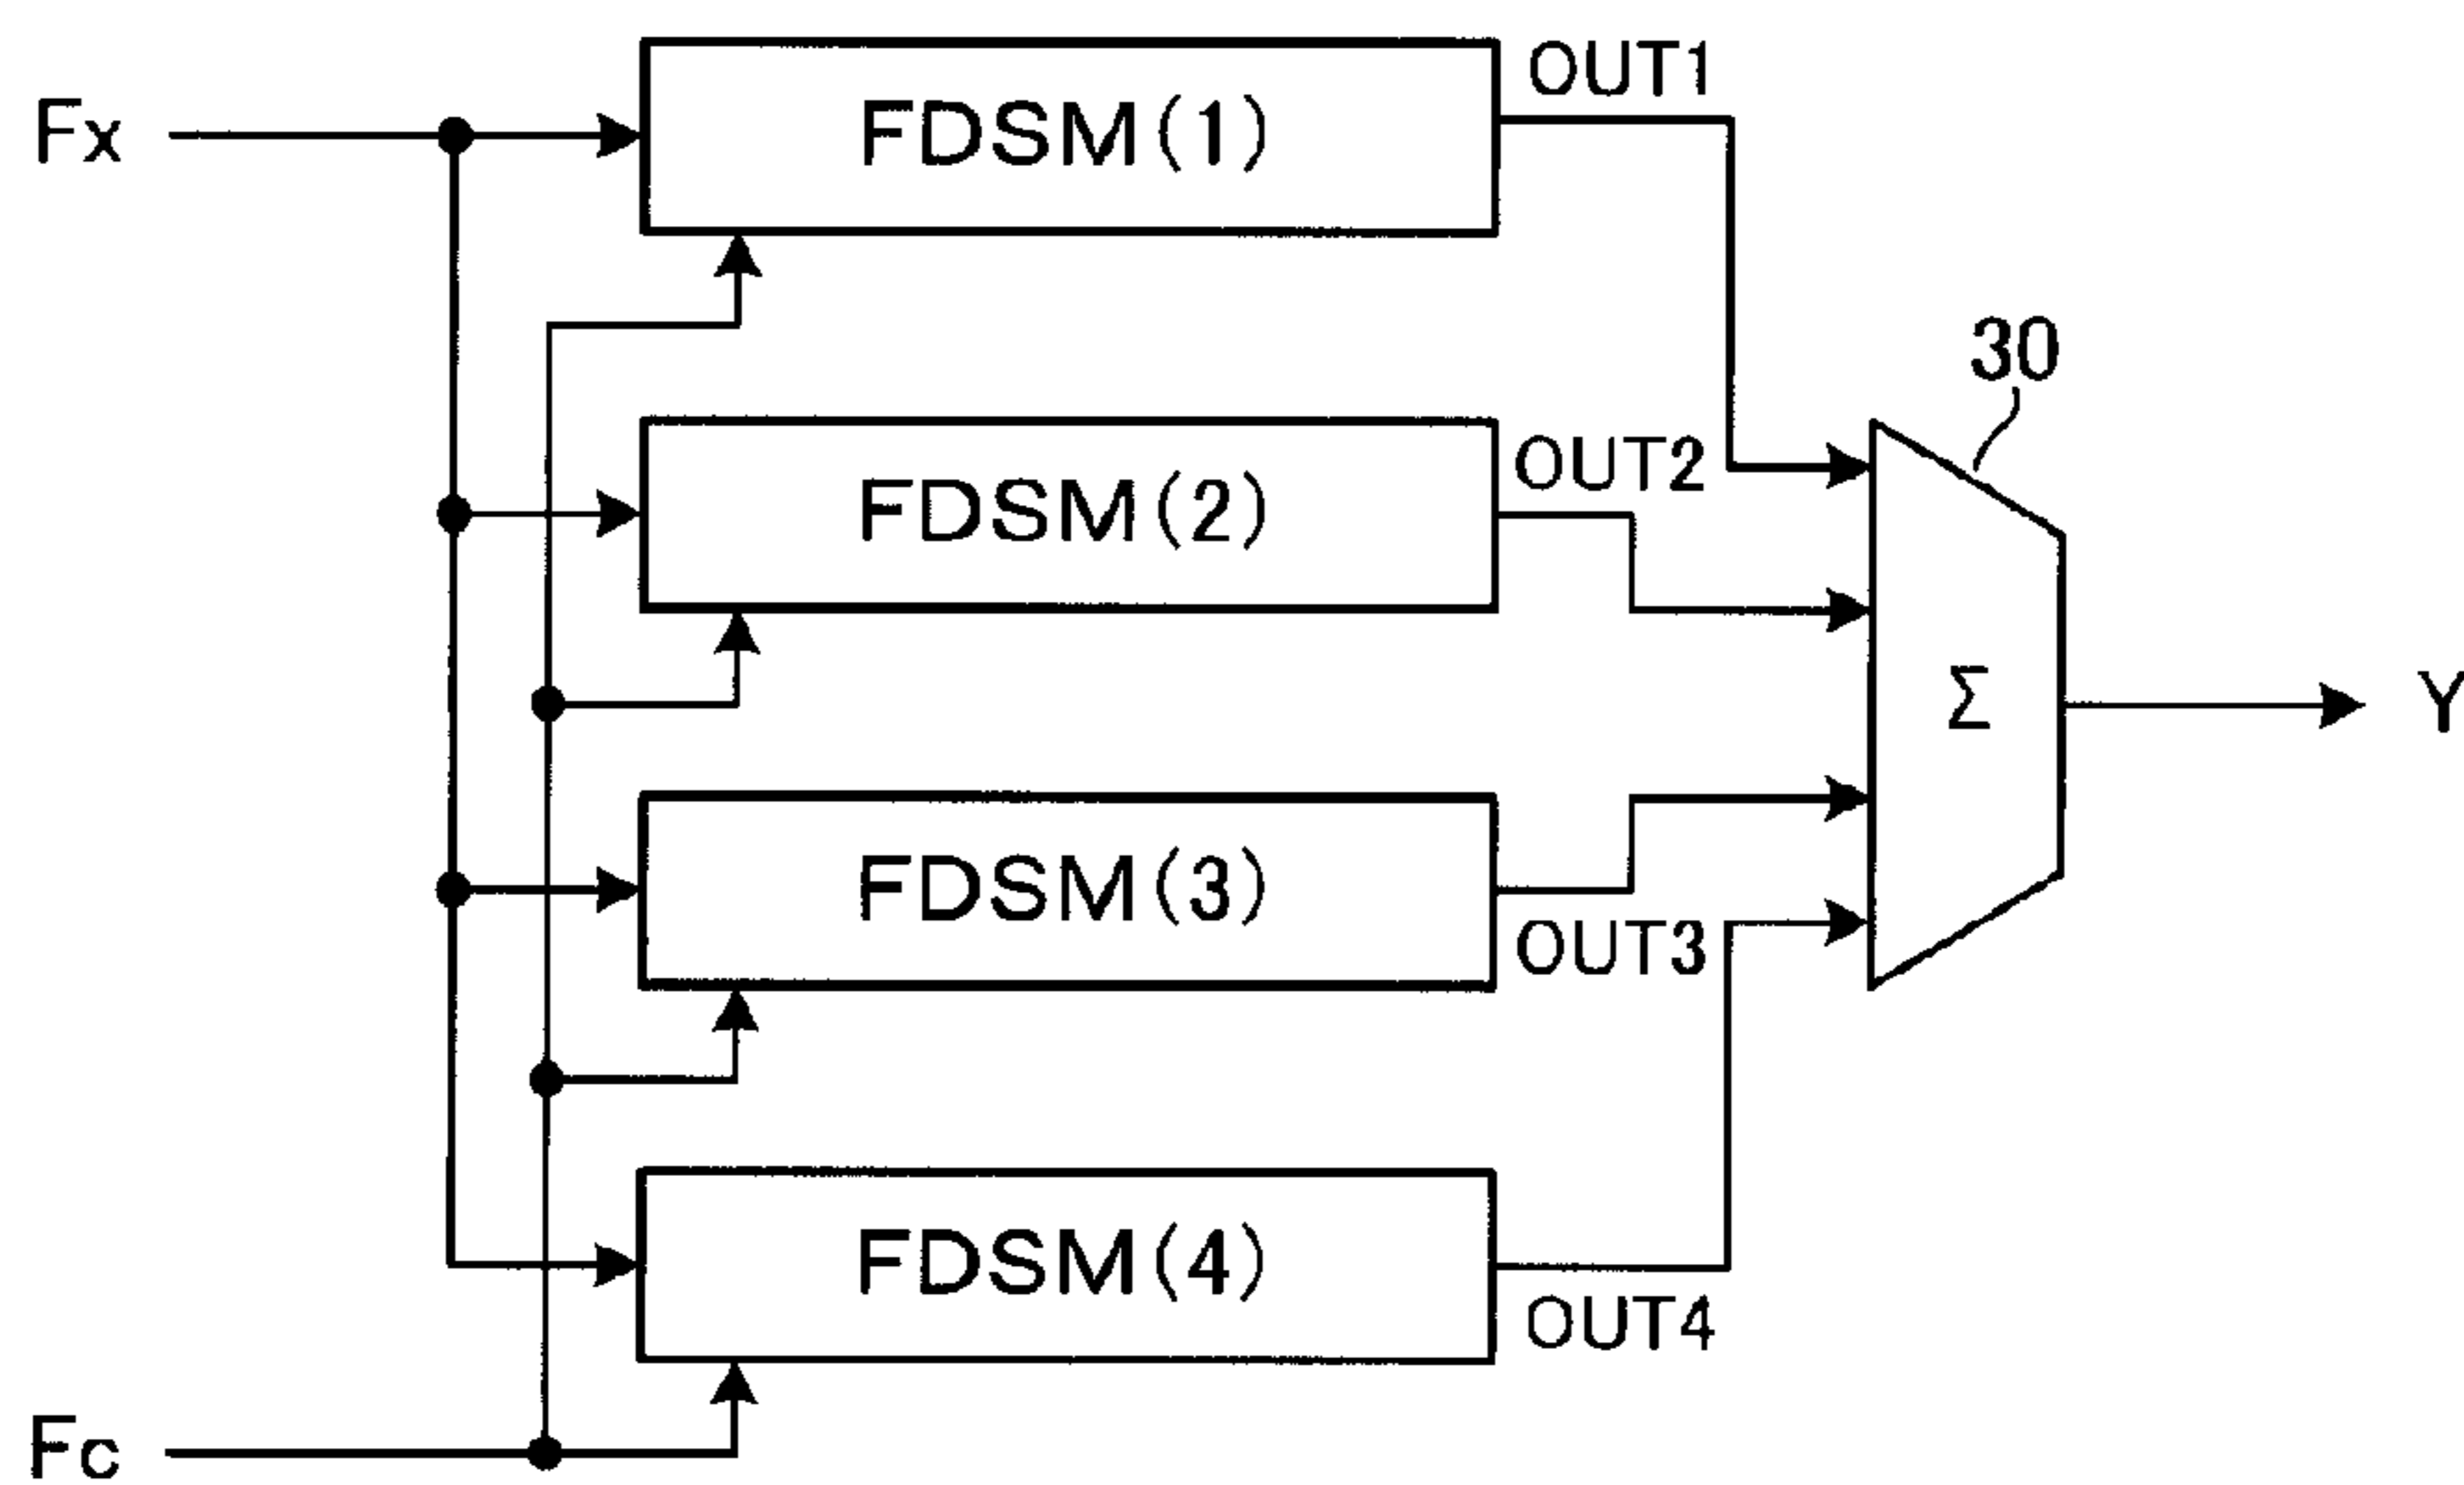 OUT1
Fx
FDSM(1)
30
OUT2
FDSM(2)
Σ
Y
FDSM(3)
OUT3
FDSM(4)
OUT4
Fc